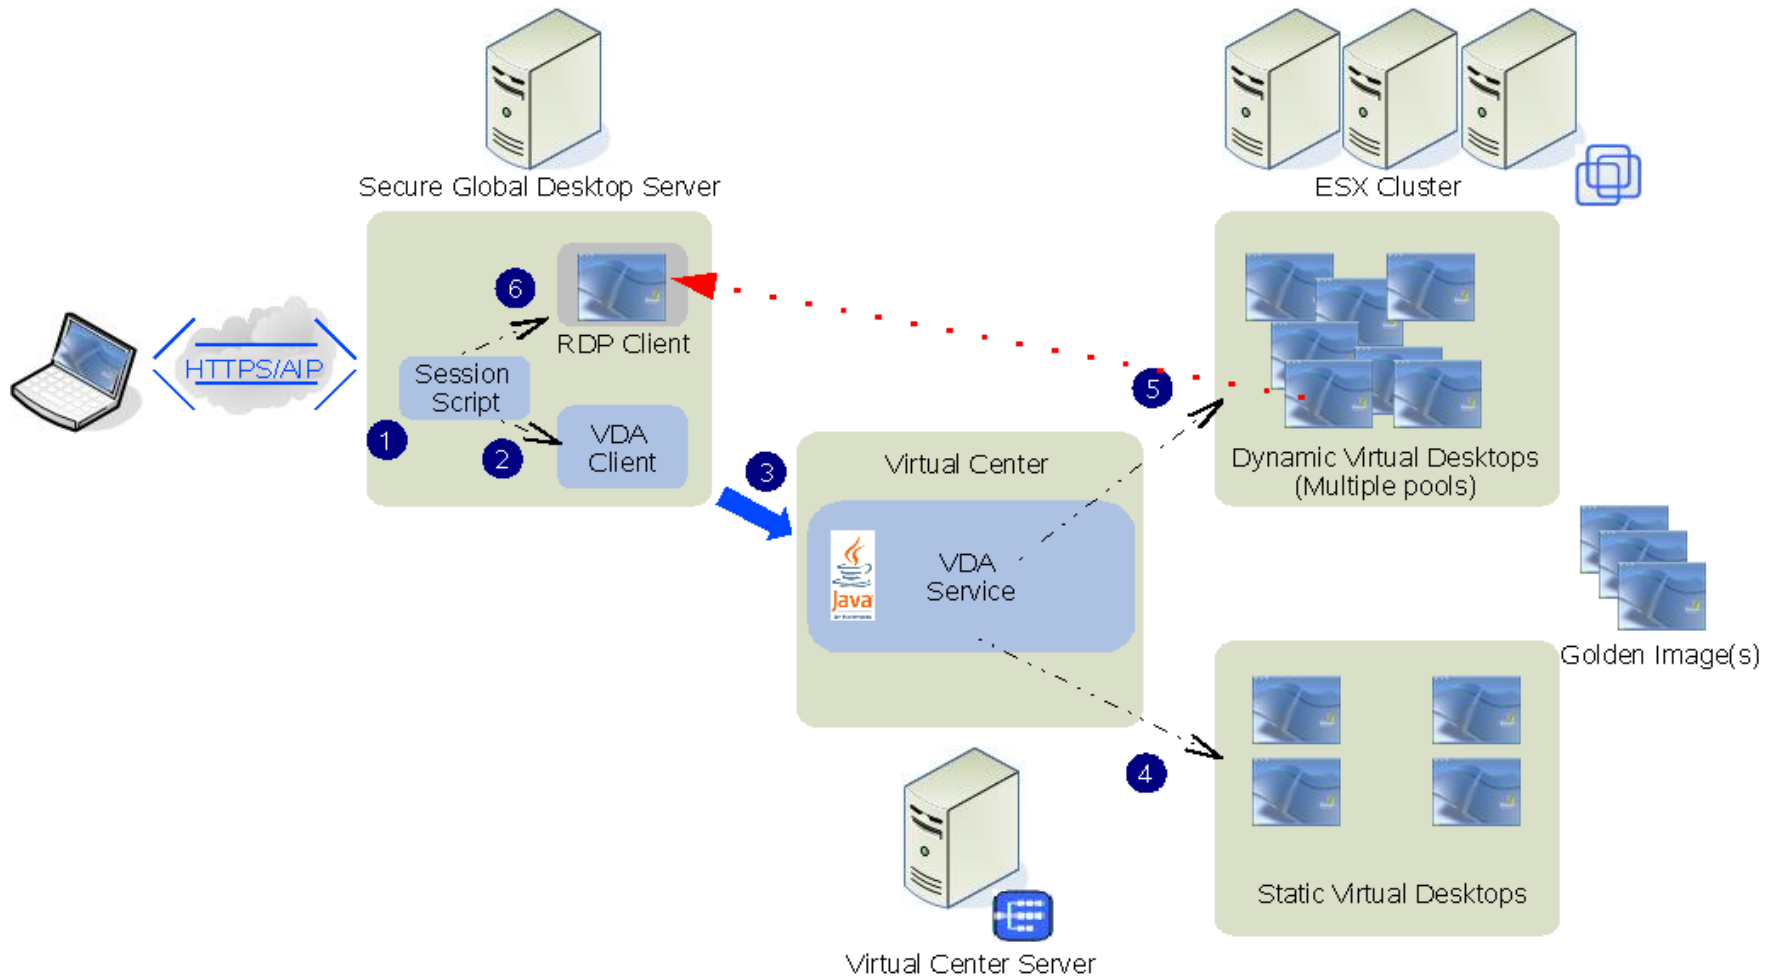 Secure Global Desktop Server
ESX Cluster
6
RDP Client
HTTPS/AIP
Session
Script
1
2
VDA
Client
3
5
Dynamic Virtual Desktops
(Multiple pools)
Virtual Center
Java
VDA
Service
Golden Image(s)
4
Static Virtual Desktops
Virtual Center Server